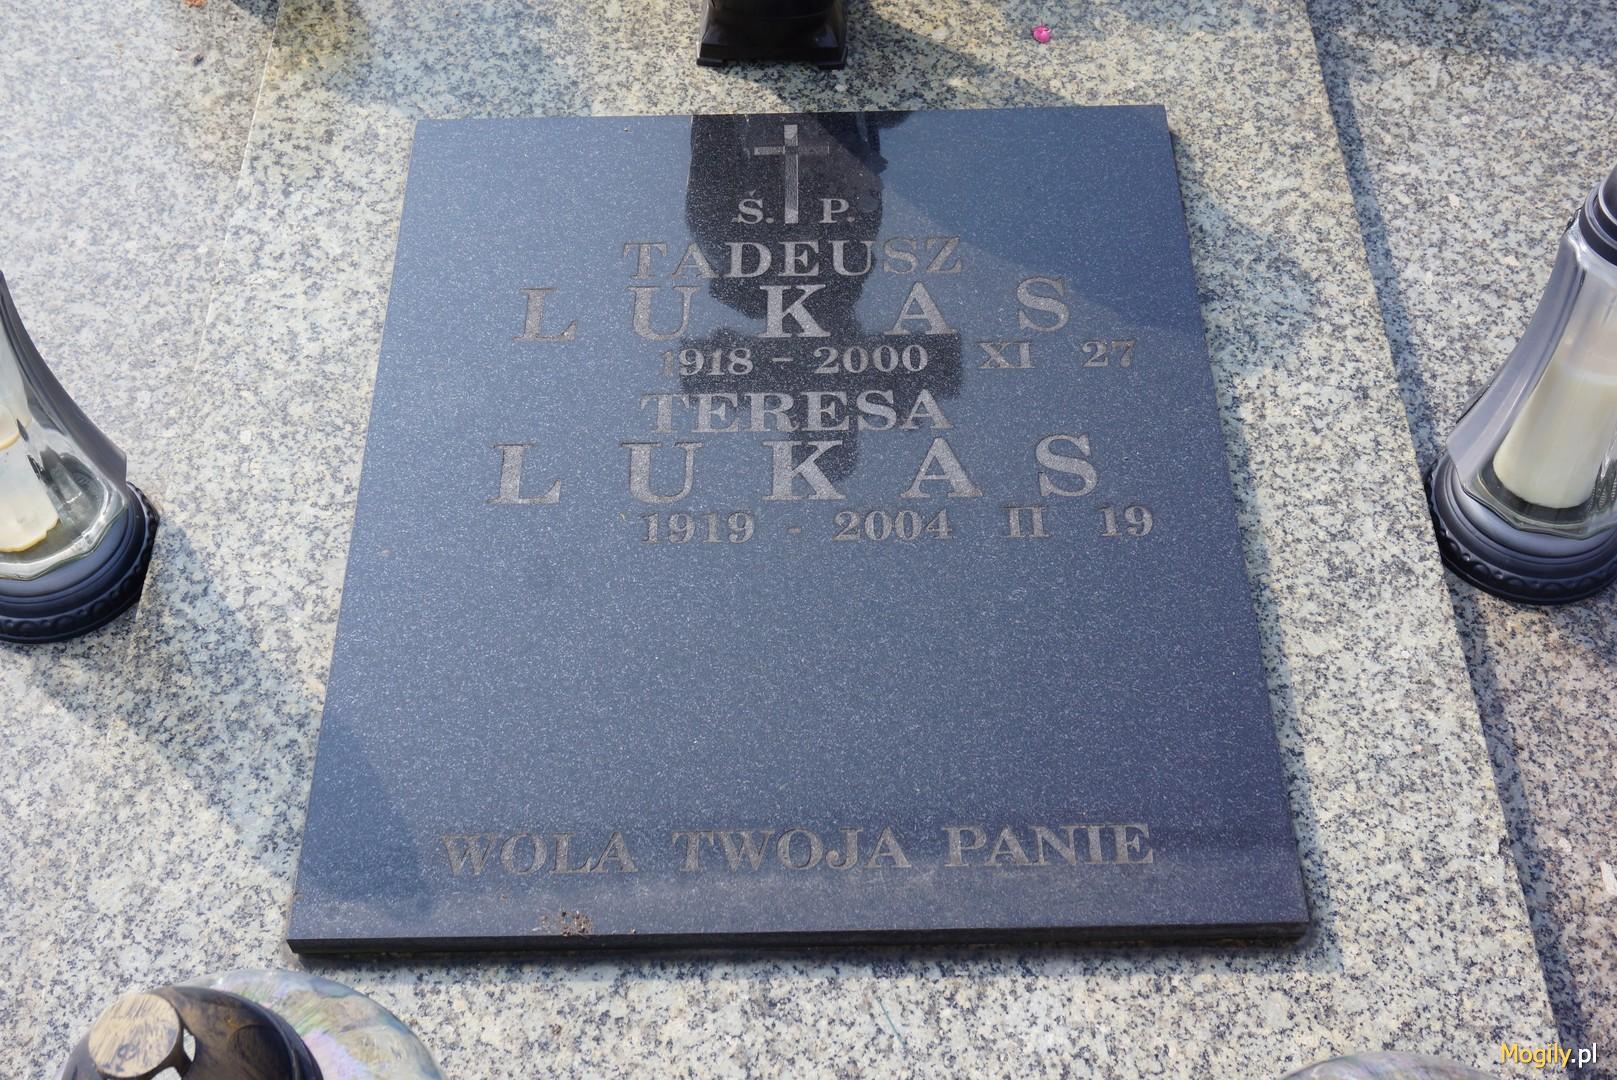 Ś. P.
TADEUSZ
LUKAS
1918 - 2000 XI 27
TERESA
LUKAS
1919 - 2004 II 19
WOLA TWOJA PANIE
Mogily.pl